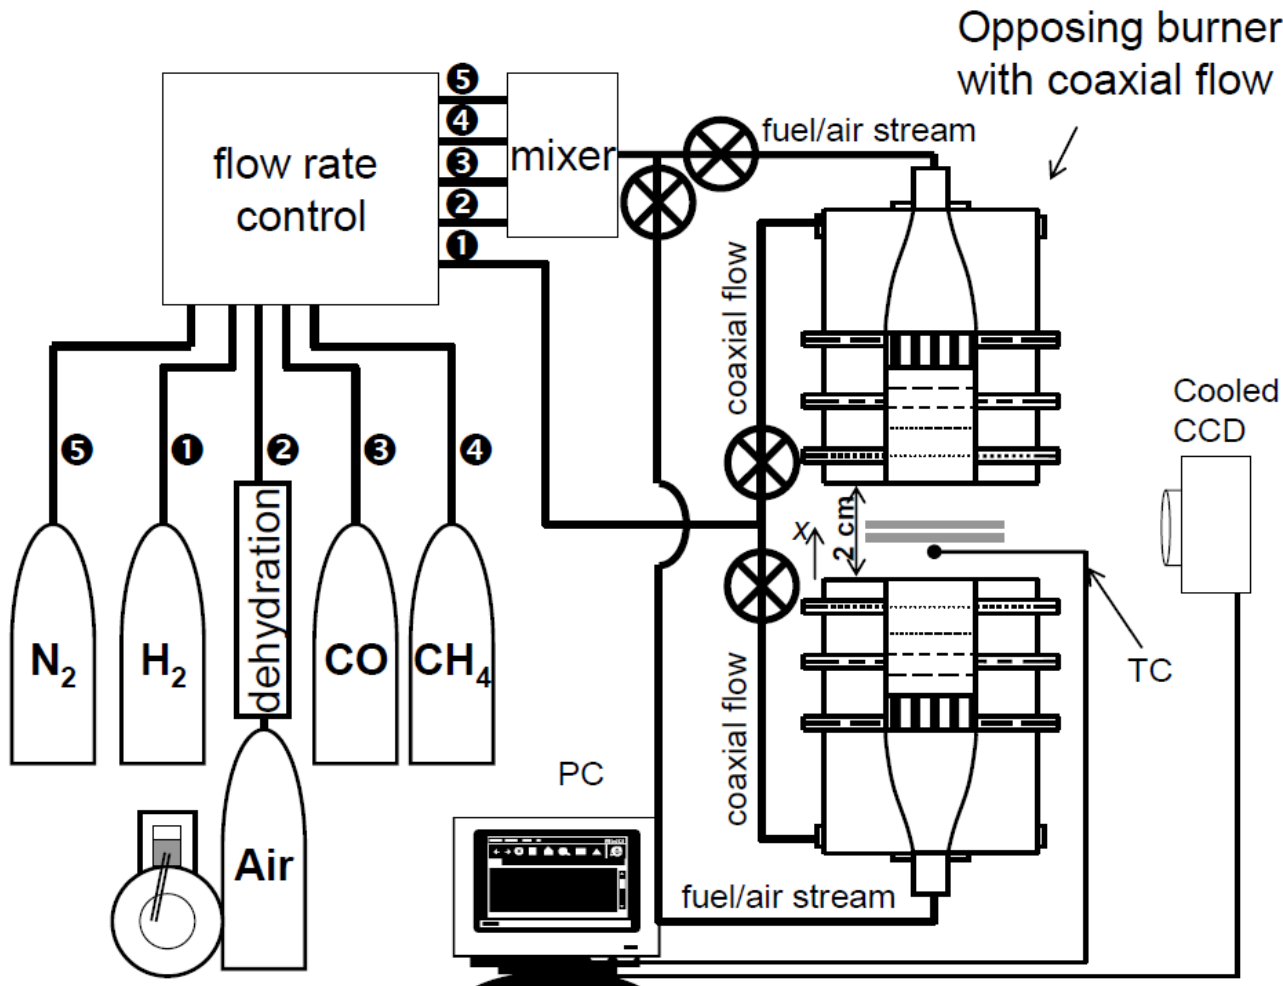 Opposing burner
with coaxial flow
flow rate
control
5
4
3
2
1
mixer
fuel/air stream
coaxial flow
Cooled
CCD
5
1
2
3
4
dehydration
N2
H2
CO
CH4
Air
x
2 cm
TC
coaxial flow
PC
fuel/air stream